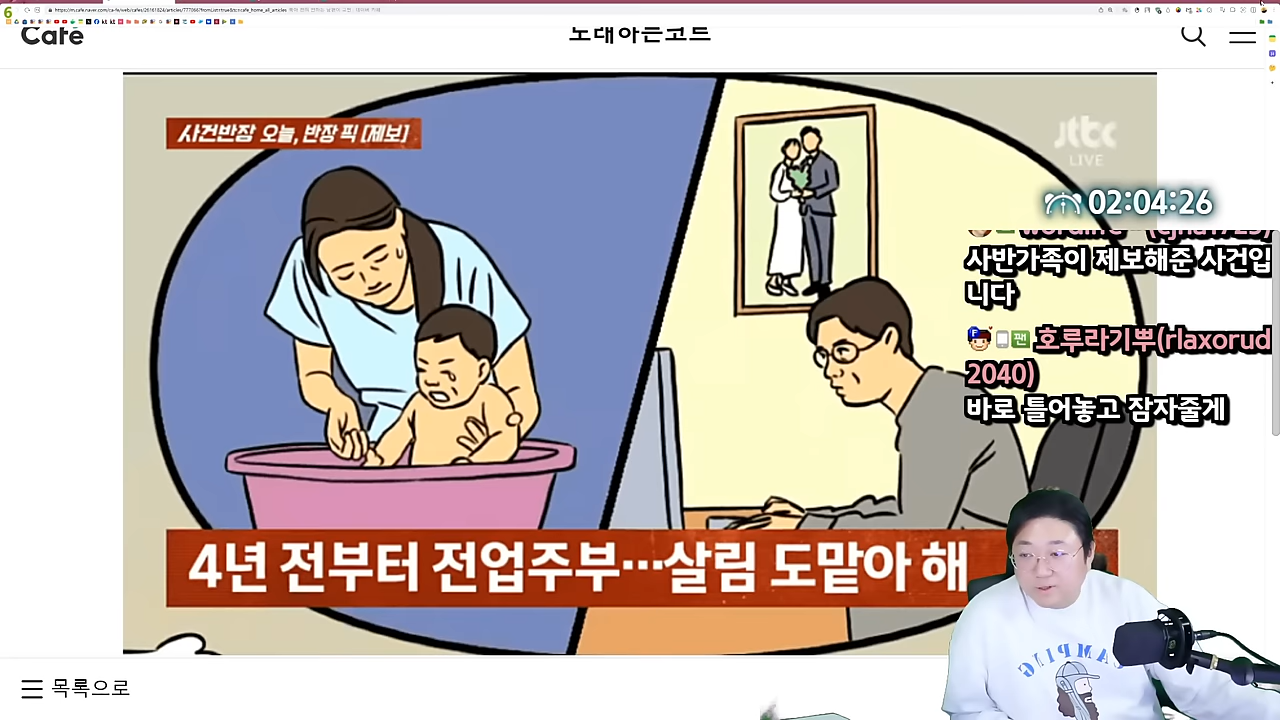 Café
노대아는코드
사건반장 오늘, 반장 픽 [제보]
jtbc
LIVE
02:04:26
사반가족이 제보해준 사건입
니다
호루라기뿌(rlaxorud
2040)
바로 틀어놓고 잠자줄게
4년 전부터 전업주부…살림 도맡아 해
CAMPING
목록으로